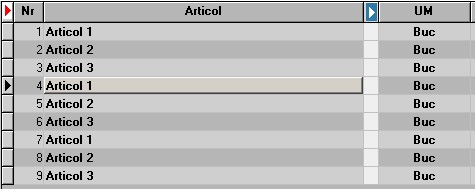 Nr Articol UM
1 Articol 1 Buc
2 Articol 2 Buc
3 Articol 3 Buc
4 Articol 1 Buc
5 Articol 2 Buc
6 Articol 3 Buc
7 Articol 1 Buc
8 Articol 2 Buc
9 Articol 3 Buc